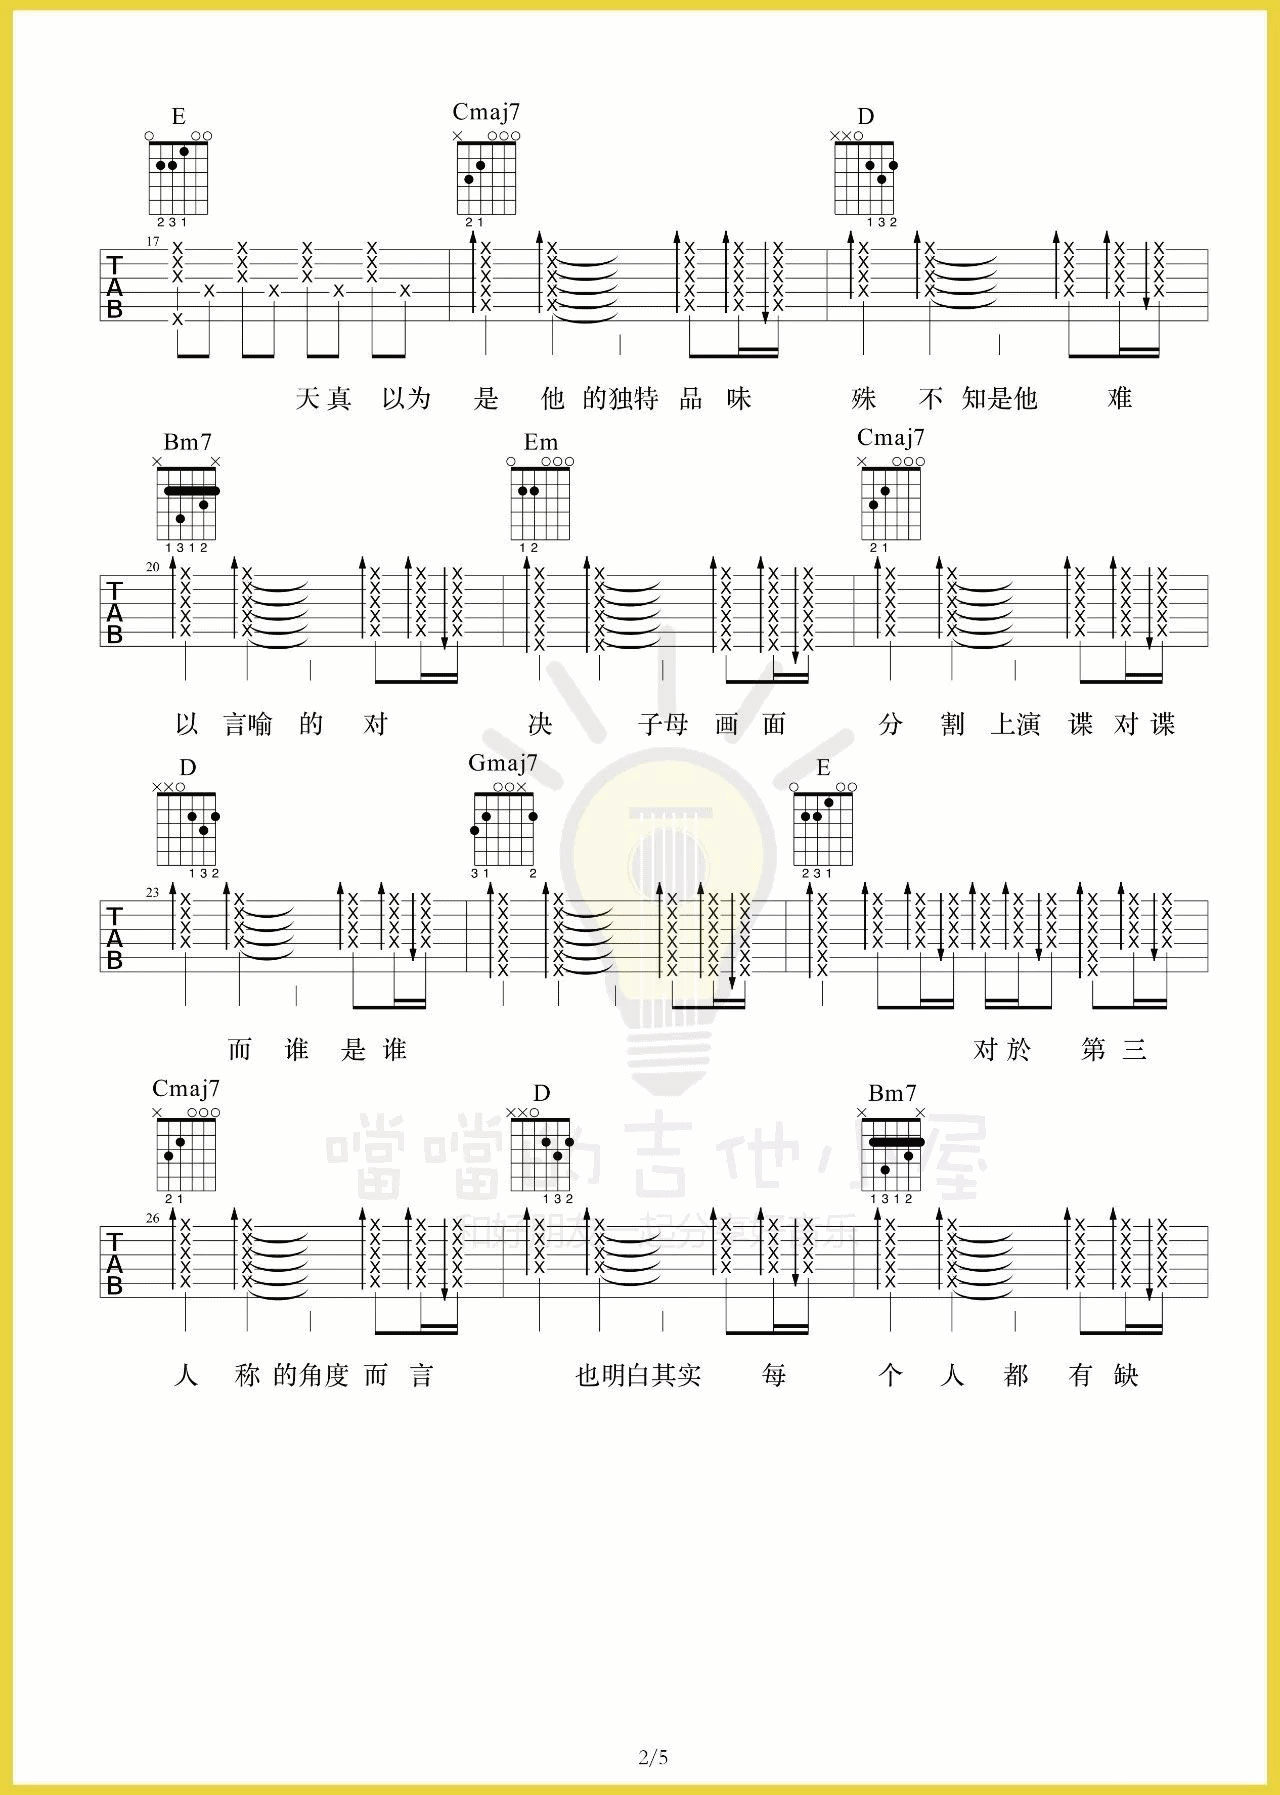 E Cmaj7 D
2 3 1 2 1 1 3 2
17
T A B
天真 以为 是 他 的独特 品 味 殊 不 知是他 难
Bm7 Em Cmaj7
1 3 1 2 1 2 2 1
20
T A B
以 言喻 的 对 决 子母 画 面 分 割 上演 谍 对 谍
D Gmaj7 E
1 3 2 3 1 2 2 3 1
23
T A B
而 谁 是 谁 对 於 第 三
Cmaj7 D Bm7
2 1 1 3 2 1 3 1 2
噹噹的吉他小屋
26
和好朋友一起分享好音乐
T A B
人 称 的角度 而 言 也明白其实 每 个 人 都 有 缺
2/5